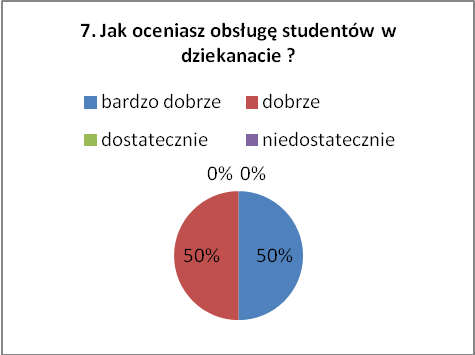 7. Jak oceniasz obsługę studentów w
dziekanacie ?
bardzo dobrze dobrze
dostatecznie niedostatecznie
0% 0%
50% 50%